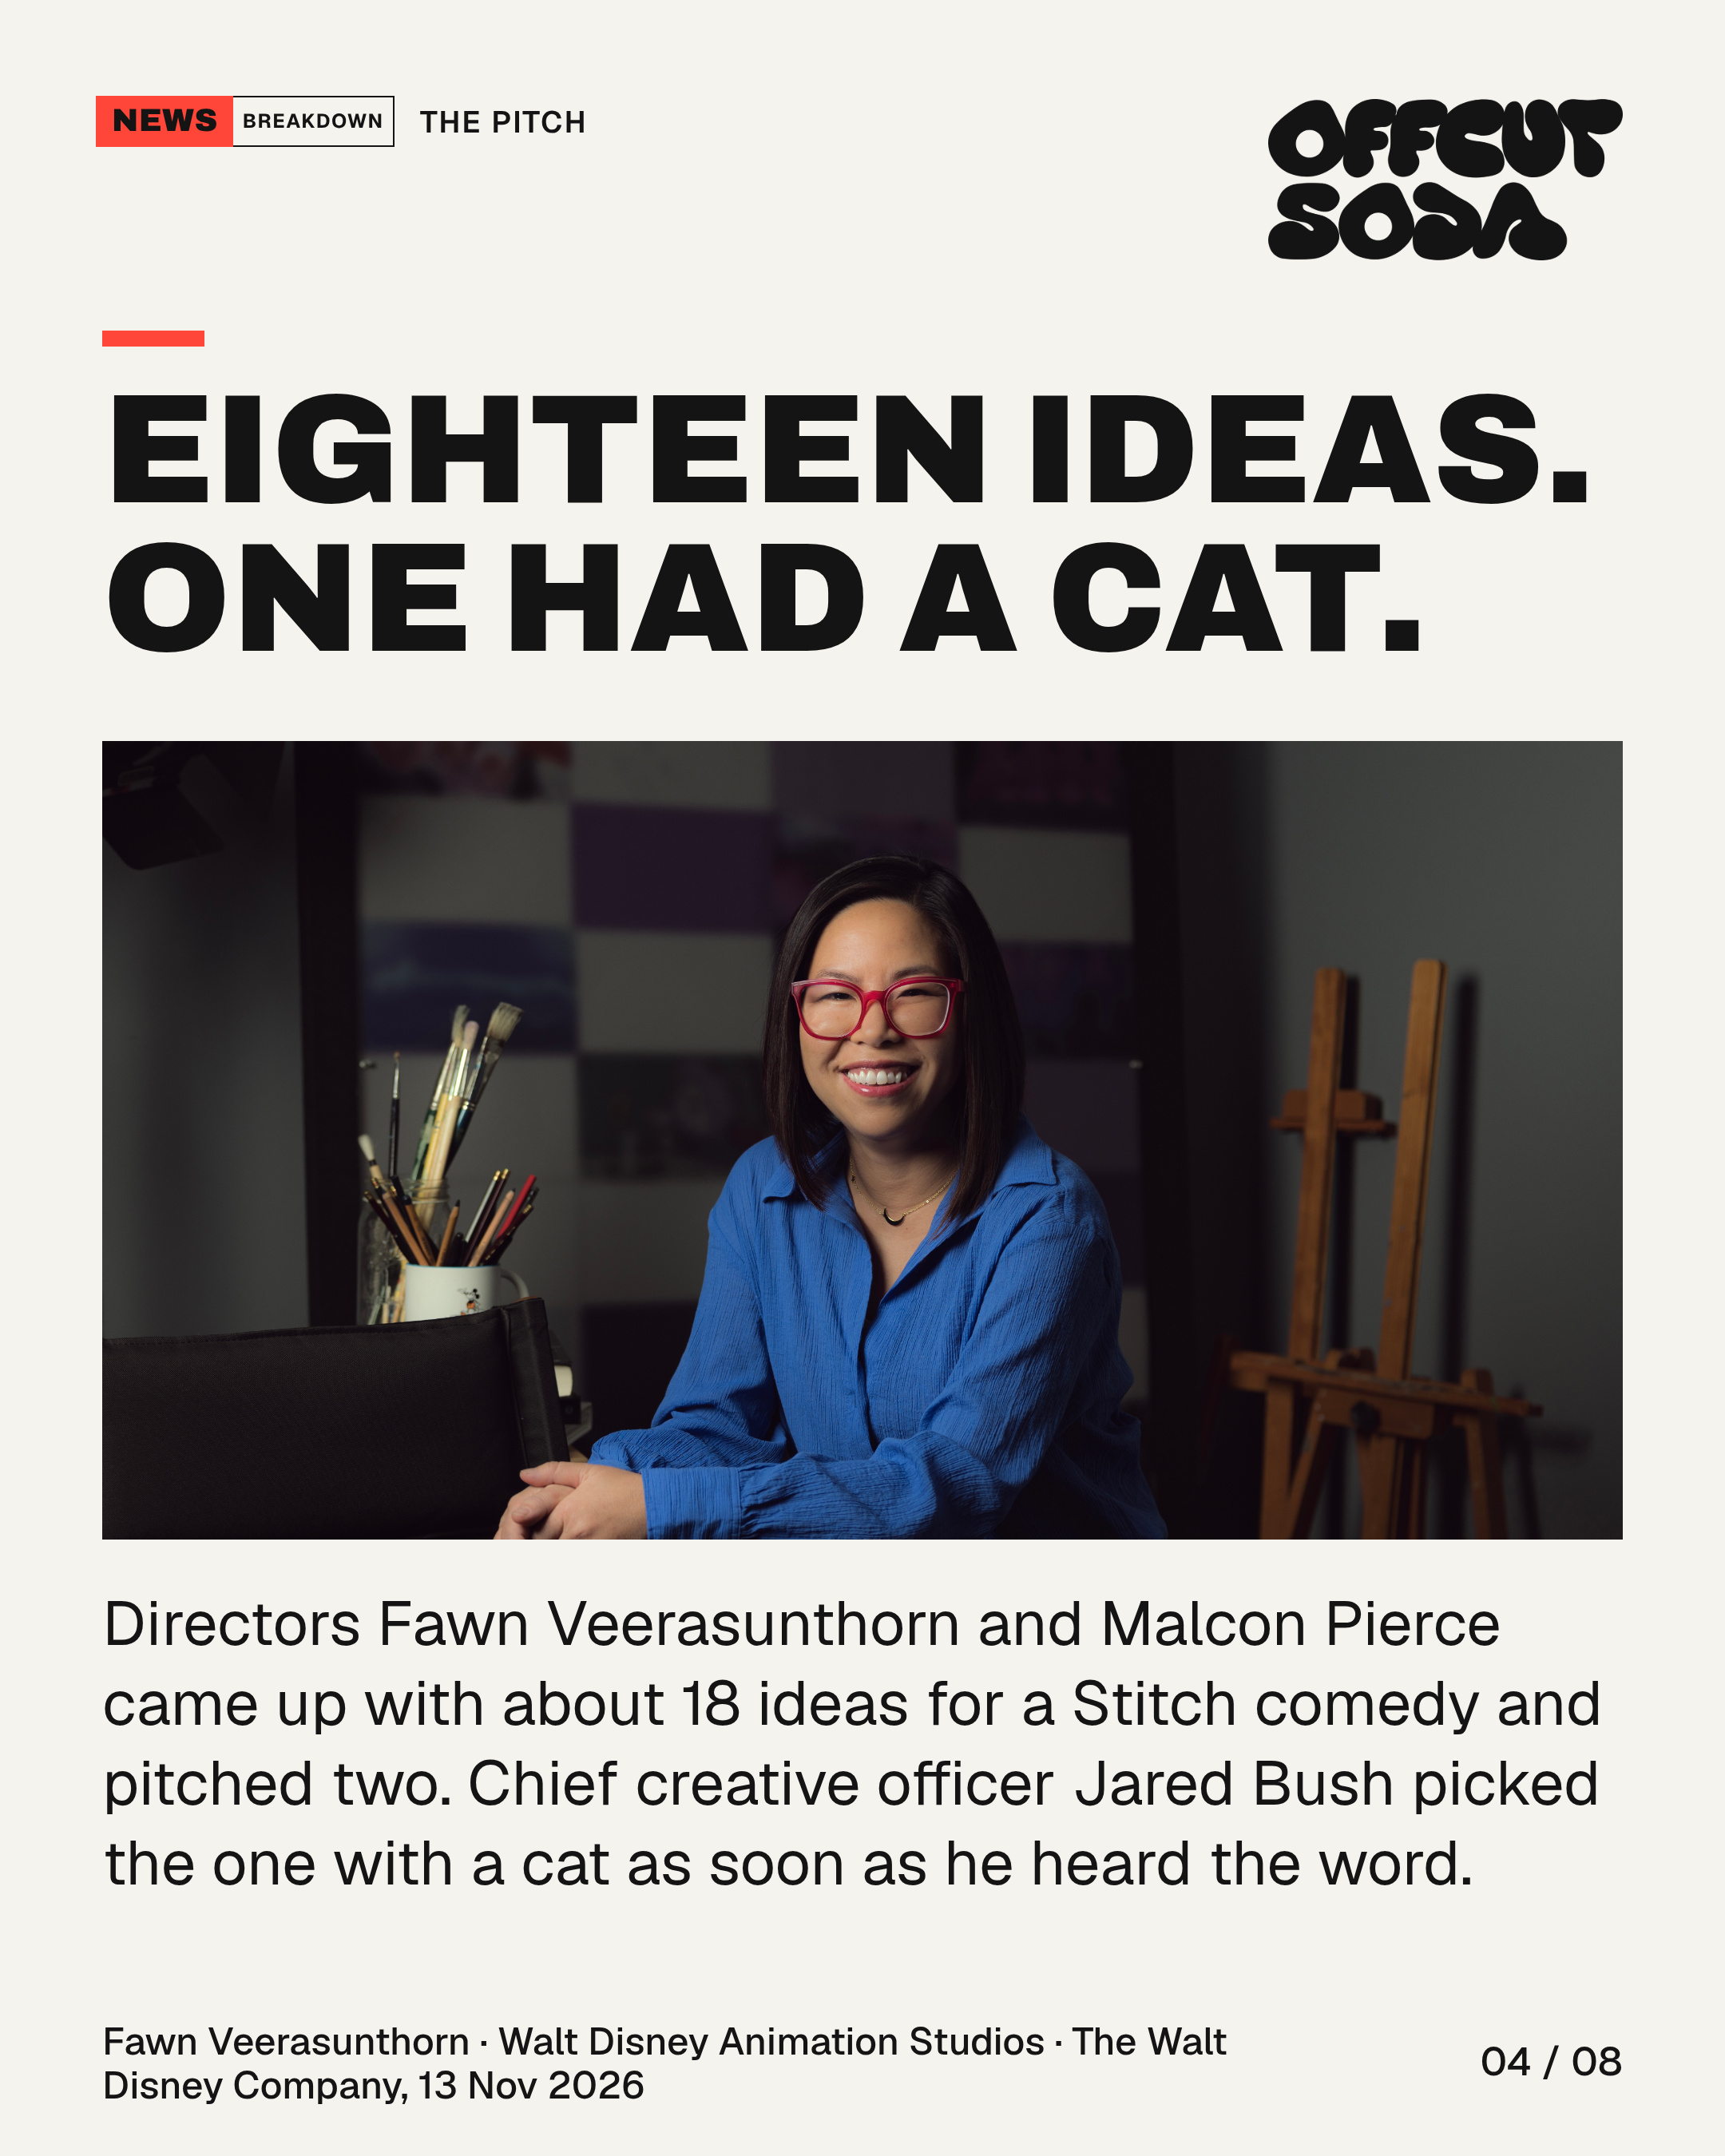 NEWS BREAKDOWN THE PITCH
OFFCUT
SODA
EIGHTEEN IDEAS.
ONE HAD A CAT.
Directors Fawn Veerasunthorn and Malcon Pierce
came up with about 18 ideas for a Stitch comedy and
pitched two. Chief creative officer Jared Bush picked
the one with a cat as soon as he heard the word.
Fawn Veerasunthorn · Walt Disney Animation Studios · The Walt
Disney Company, 13 Nov 2026
04 / 08